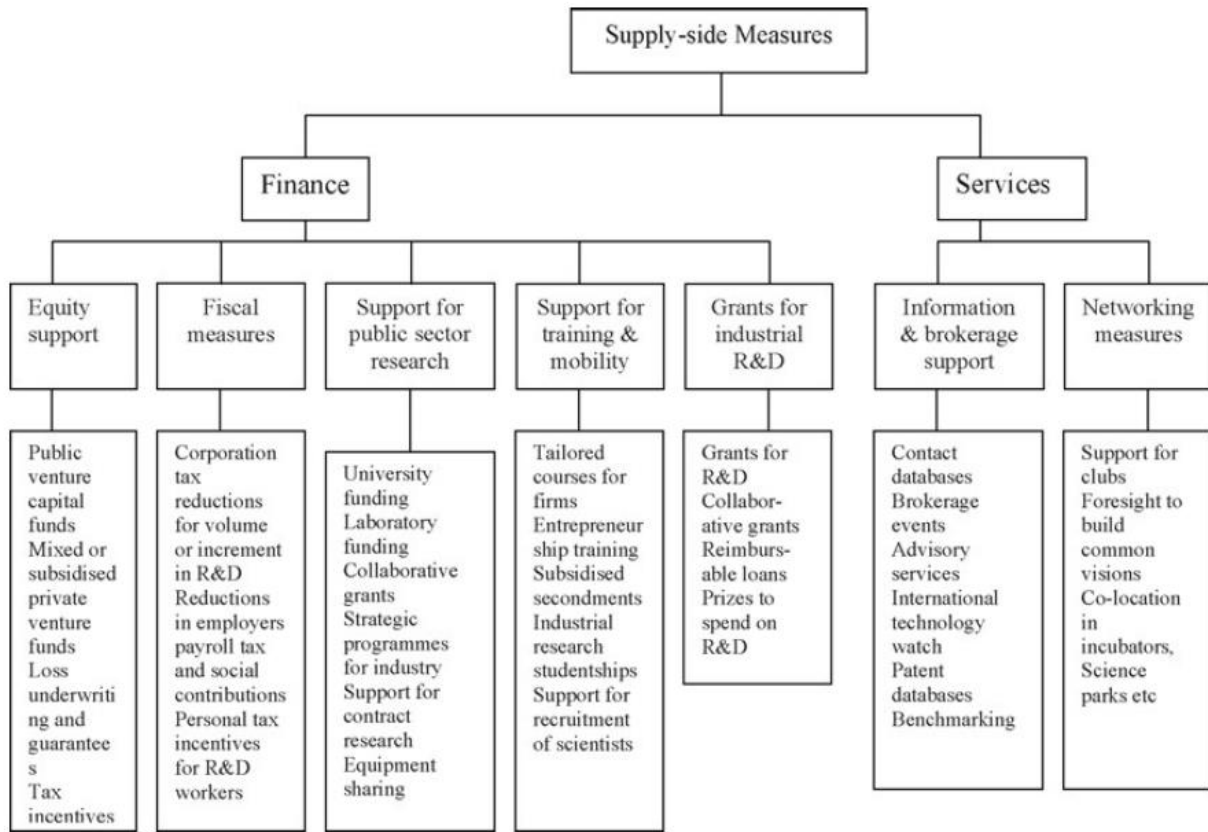 Supply-side Measures
Finance
Services
Equity
support
Fiscal
measures
Support for
public sector
research
Support for
training &
mobility
Grants for
industrial
R&D
Information
& brokerage
support
Networking
measures
Public
venture
capital
funds
Mixed or
subsidised
private
venture
funds
Loss
underwriti
ng and
guarantee
s
Tax
incentives
Corporation
tax
reductions
for volume
or increment
in R&D
Reductions
in employers
payroll tax
and social
contributions
Personal tax
incentives
for R&D
workers
University
funding
Laboratory
funding
Collaborative
grants
Strategic
programmes
for industry
Support for
contract
research
Equipment
sharing
Tailored
courses for
firms
Entrepreneur
ship training
Subsidised
secondments
Industrial
research
studentships
Support for
recruitment
of scientists
Grants for
R&D
Collabor-
ative grants
Reimburs-
able loans
Prizes to
spend on
R&D
Contact
databases
Brokerage
events
Advisory
services
International
technology
watch
Patent
databases
Benchmarking
Support for
clubs
Foresight to
build
common
visions
Co-location
in
incubators,
Science
parks etc